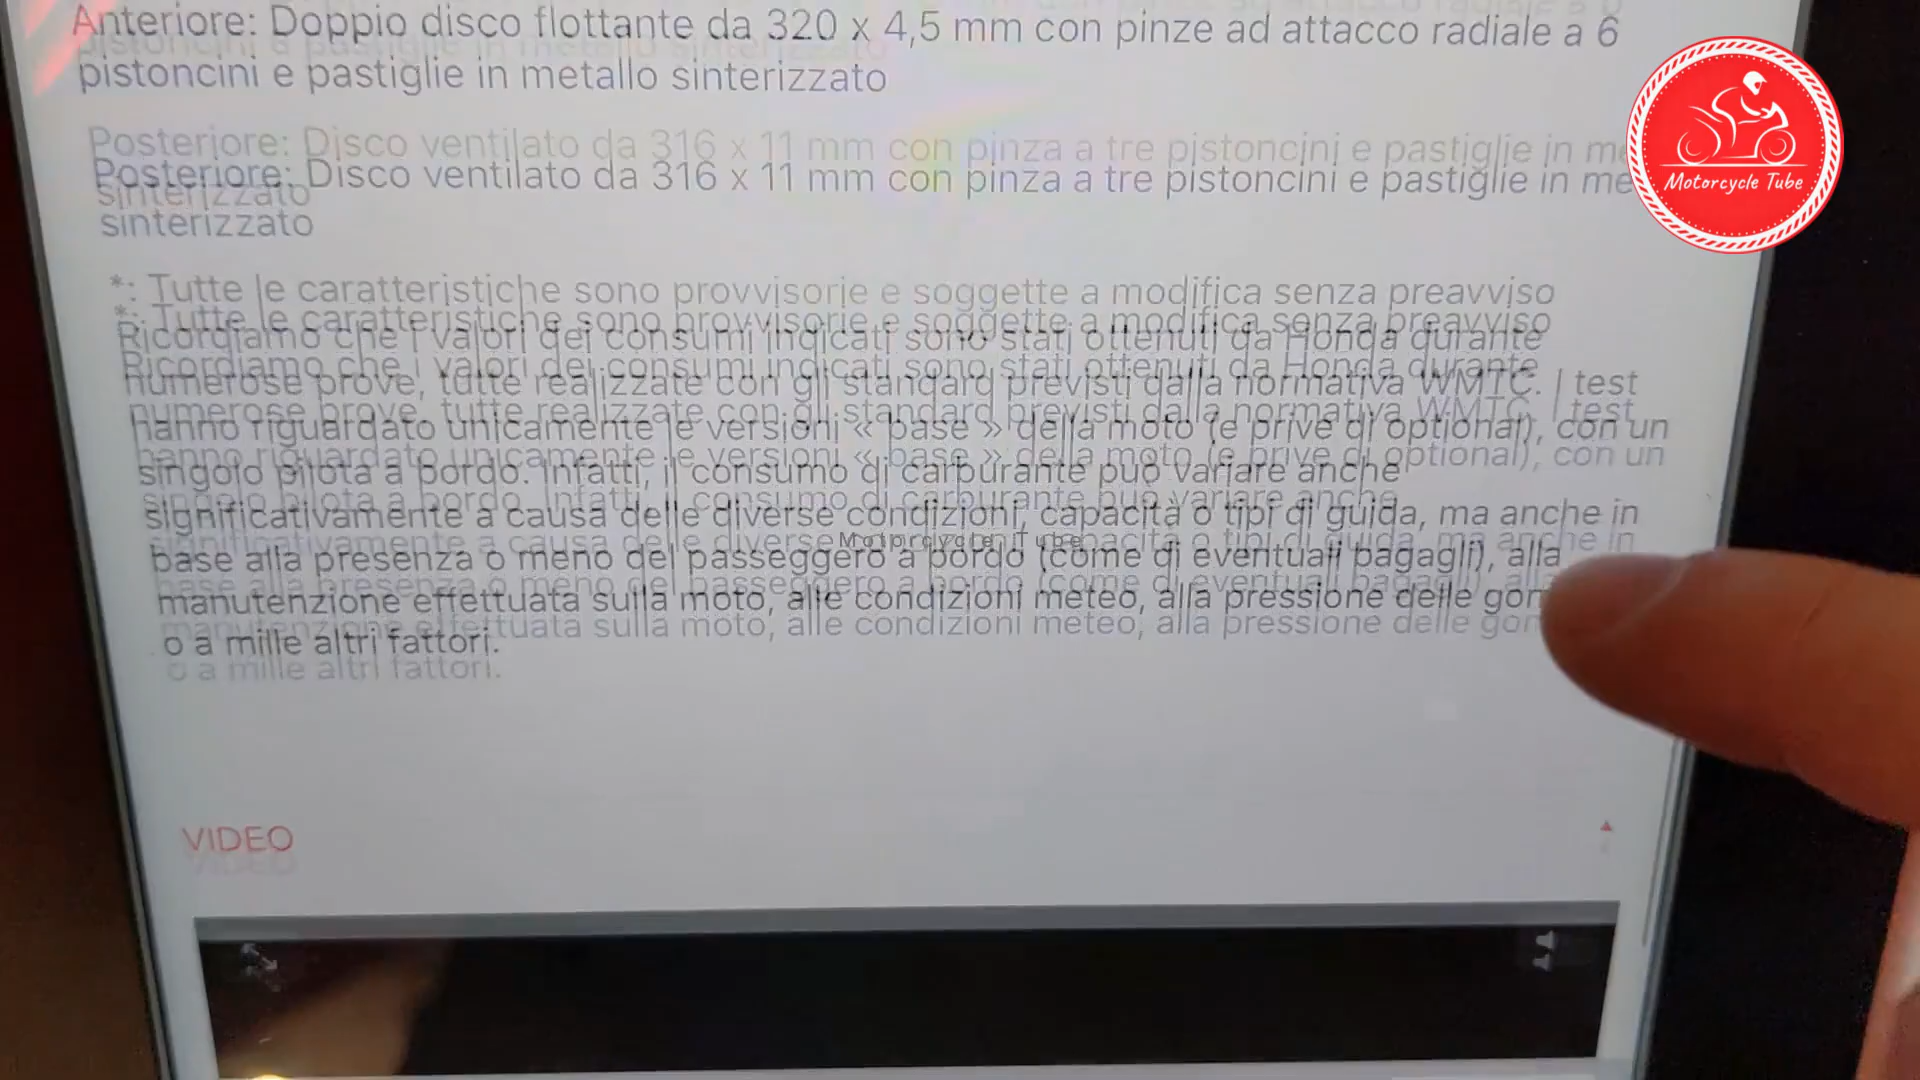 Anteriore: Doppio disco flottante da 320 x 4,5 mm con pinze ad attacco radiale a 6
pistoncini e pastiglie in metallo sinterizzato
Posteriore: Disco ventilato da 316 x 11 mm con pinza a tre pistoncini e pastiglie in me
sinterizzato
*: Tutte le caratteristiche sono provvisorie e soggette a modifica senza preavviso
Ricordiamo che i valori dei consumi indicati sono stati ottenuti da Honda durante
numerose prove, tutte realizzate con gli standard previsti dalla normativa WMTC. I test
hanno riguardato unicamente le versioni « base » della moto (e prive di optional), con un
singolo pilota a bordo. Infatti, il consumo di carburante può variare anche
significativamente a causa delle diverse condizioni, capacità o tipi di guida, ma anche in
base alla presenza o meno del passeggero a bordo (come di eventuali bagagli), alla
manutenzione effettuata sulla moto, alle condizioni meteo, alla pressione delle gom
o a mille altri fattori.
VIDEO
Motorcycle Tube
Motorcycle Tube